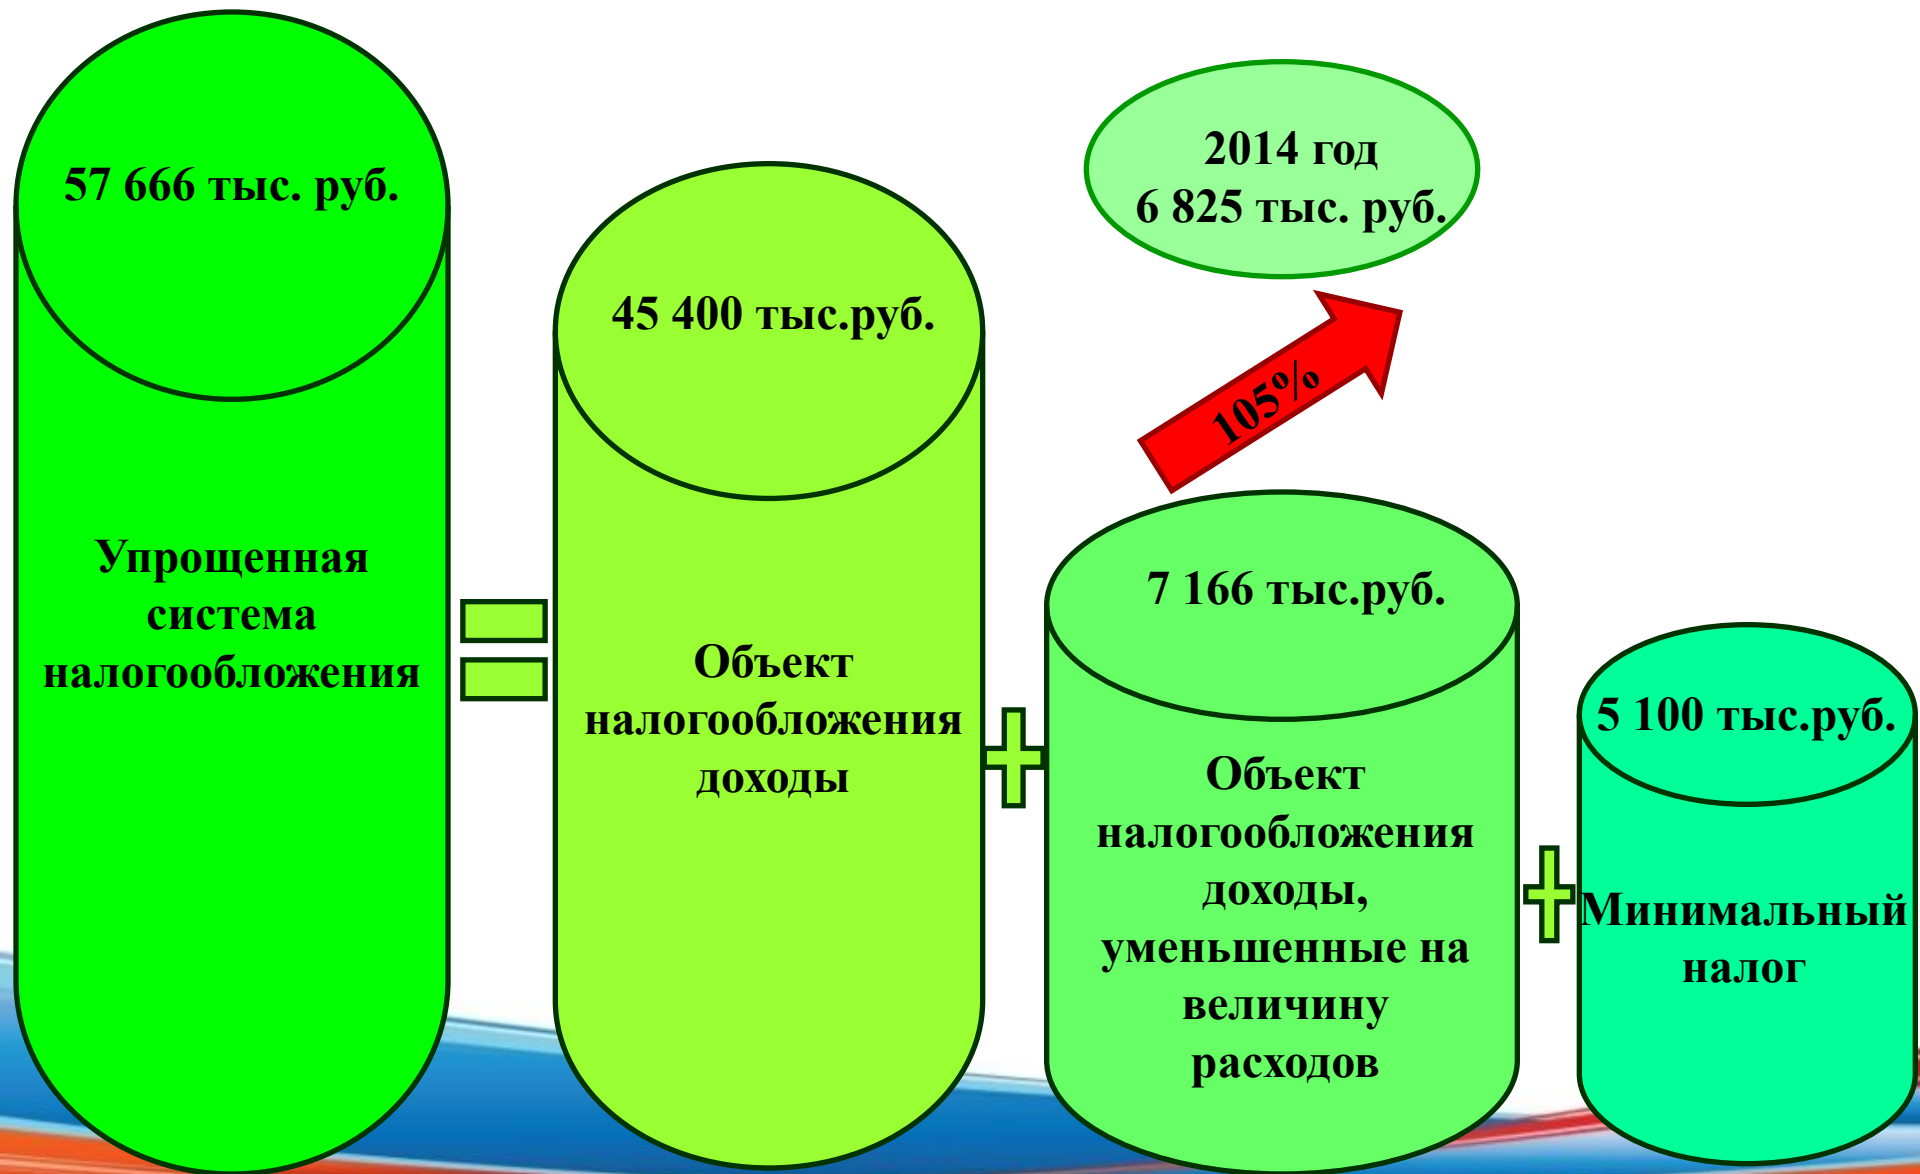 57 666 тыс. руб.
Упрощенная
система
налогообложения
45 400 тыс.руб.
Объект
налогообложения
доходы
2014 год
6 825 тыс. руб.
105%
7 166 тыс.руб.
Объект
налогообложения
доходы,
уменьшенные на
величину
расходов
5 100 тыс.руб.
Минимальный
налог